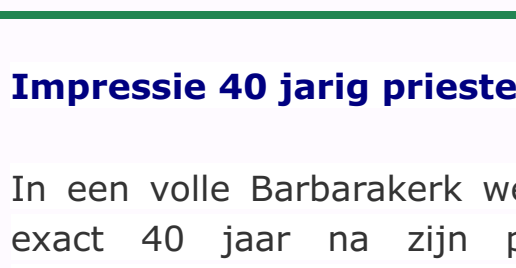 Impressie 40 jarig prieste
In een volle Barbarakerk we
exact 40 jaar na zijn p